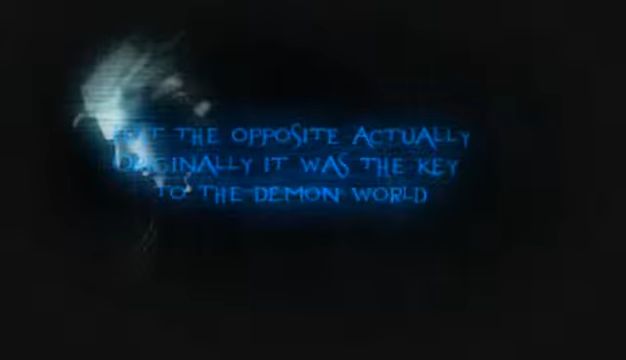 THE OPPOSITE ACTUALLY
ORIGINALLY IT WAS THE KEY
TO THE DEMON WORLD